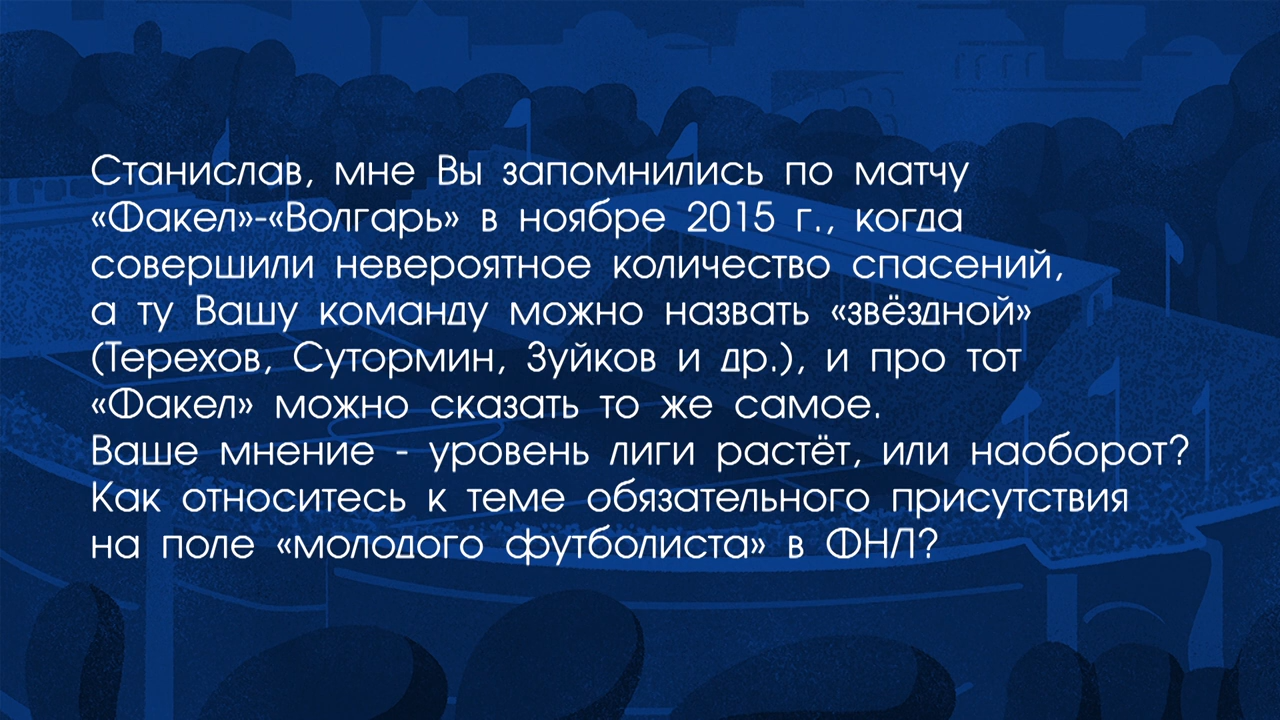 Станислав, мне Вы запомнились по матчу
«Факел»-«Волгарь» в ноябре 2015 г., когда
совершили невероятное количество спасений,
а ту Вашу команду можно назвать «звёздной»
(Терехов, Сутормин, Зуйков и др.), и про тот
«Факел» можно сказать то же самое.
Ваше мнение - уровень лиги растёт, или наоборот?
Как относитесь к теме обязательного присутствия
на поле «молодого футболиста» в ФНЛ?